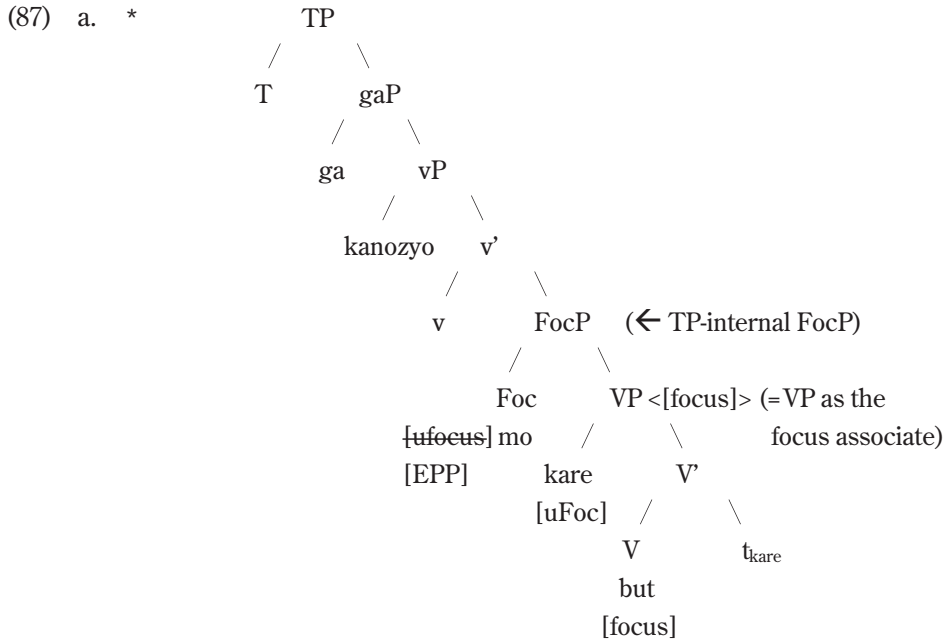 (87) a. * TP
T gaP
ga vP
kanozyo v’
v FocP (← TP-internal FocP)
Foc VP <[focus]> (=VP as the
[ufocus] mo focus associate)
[EPP] kare V’
[uFoc]
V tkare
but
[focus]